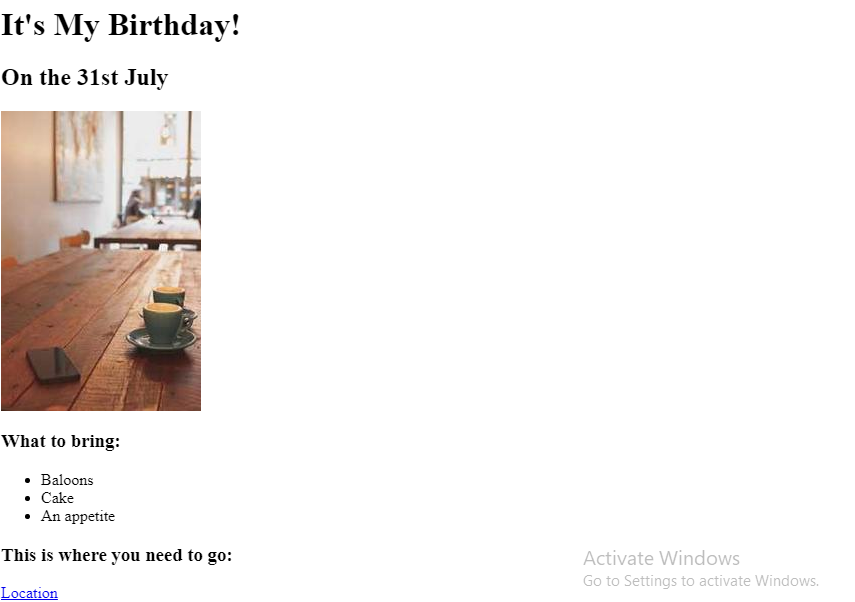 It's My Birthday!
On the 31st July
What to bring:
Baloons
Cake
An appetite
This is where you need to go:
Location
Activate Windows
Go to Settings to activate Windows.